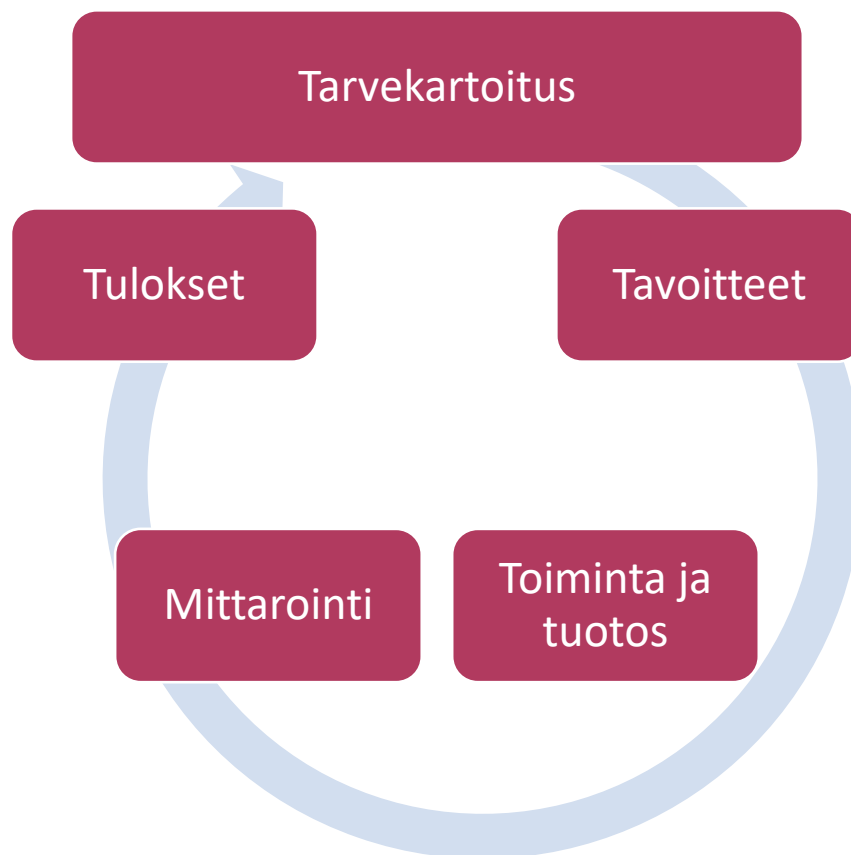 Tarvekartoitus
Tulokset
Tavoitteet
Mittarointi
Toiminta ja
tuotos